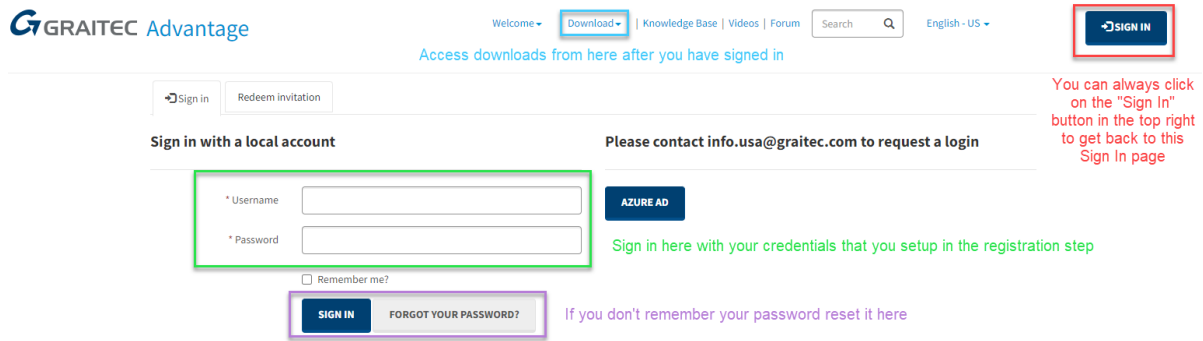 GRAITEC Advantage
Welcome Download | Knowledge Base | Videos | Forum Search English - US SIGN IN
Access downloads from here after you have signed in
You can always click
on the "Sign In"
button in the top right
to get back to this
Sign In page
Sign in Redeem invitation
Sign in with a local account
Please contact info.usa@graitec.com to request a login
* Username
AZURE AD
* Password
Sign in here with your credentials that you setup in the registration step
Remember me?
SIGN IN FORGOT YOUR PASSWORD?
If you don't remember your password reset it here